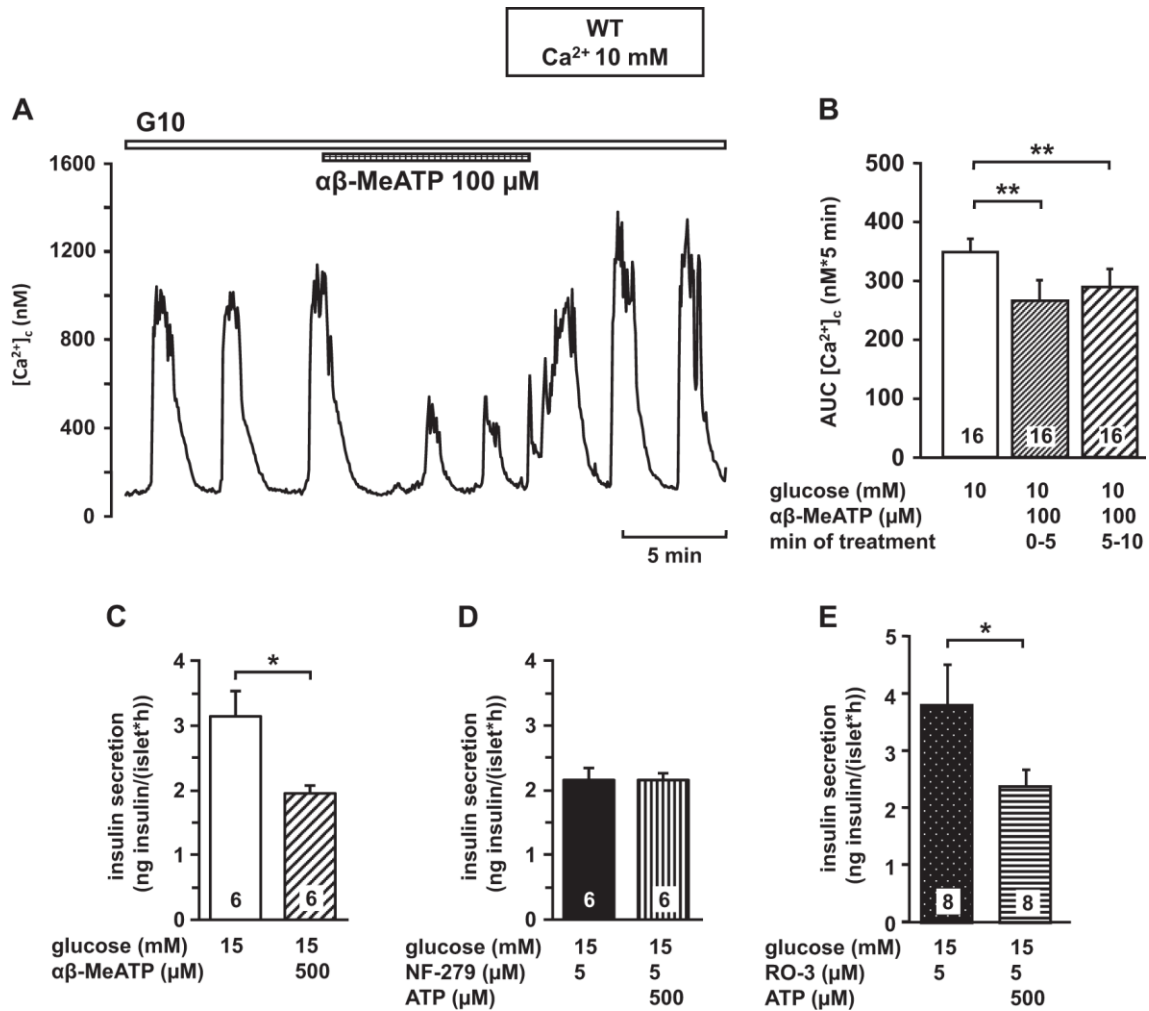 WT
Ca²⁺ 10 mM
A
G10
αβ-MeATP 100 µM
[Ca²⁺]c (nM)
1600
1200
800
400
0
5 min
B
AUC [Ca²⁺]c (nM*5 min)
500
400
300
200
100
0
**
**
16 16 16
glucose (mM) 10 10 10
αβ-MeATP (µM) 100 100
min of treatment 0-5 5-10
C
insulin secretion
(ng insulin/(islet*h))
4
3
2
1
0
*
6 6
glucose (mM) 15 15
αβ-MeATP (µM) 500
D
insulin secretion
(ng insulin/(islet*h))
4
3
2
1
0
6 6
glucose (mM) 15 15
NF-279 (µM) 5 5
ATP (µM) 500
E
insulin secretion
(ng insulin/(islet*h))
5
4
3
2
1
0
*
8 8
glucose (mM) 15 15
RO-3 (µM) 5 5
ATP (µM) 500